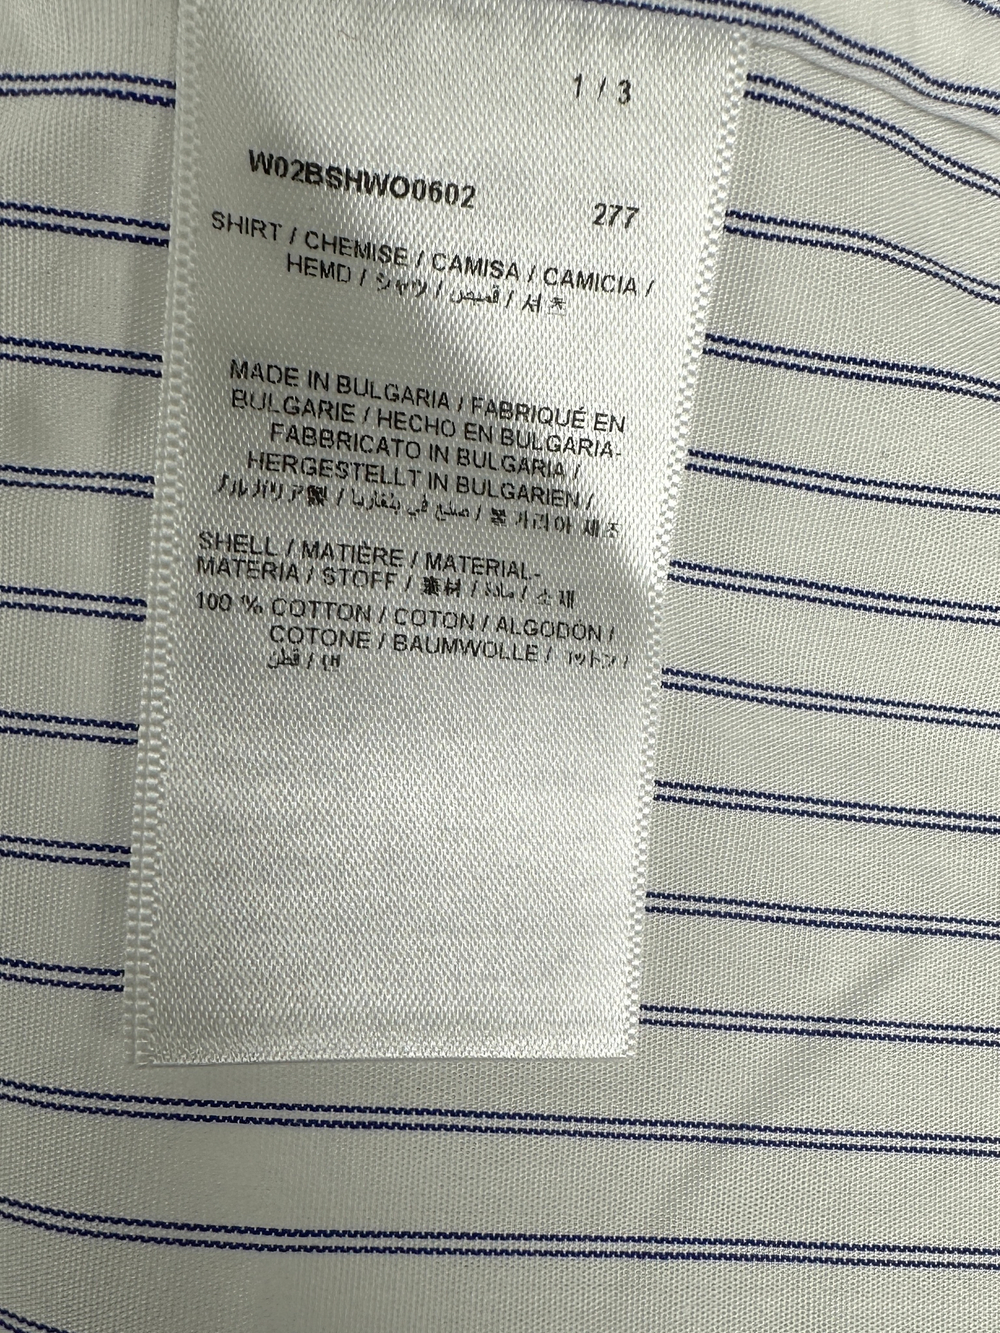 1 / 3
W02BSHWO0602 277
SHIRT / CHEMISE / CAMISA / CAMICIA /
HEMD / シャツ / قميص / 셔츠
MADE IN BULGARIA / FABRIQUÉ EN
BULGARIE / HECHO EN BULGARIA-
FABBRICATO IN BULGARIA /
HERGESTELLT IN BULGARIEN /
ブルガリア製 / صنع في بلغاريا / 불가리아 제조
SHELL / MATIÈRE / MATERIAL-
MATERIA / STOFF / 素材 / مادة / 소재
100 % COTTON / COTON / ALGODÓN /
COTONE / BAUMWOLLE / コットン /
قطن /